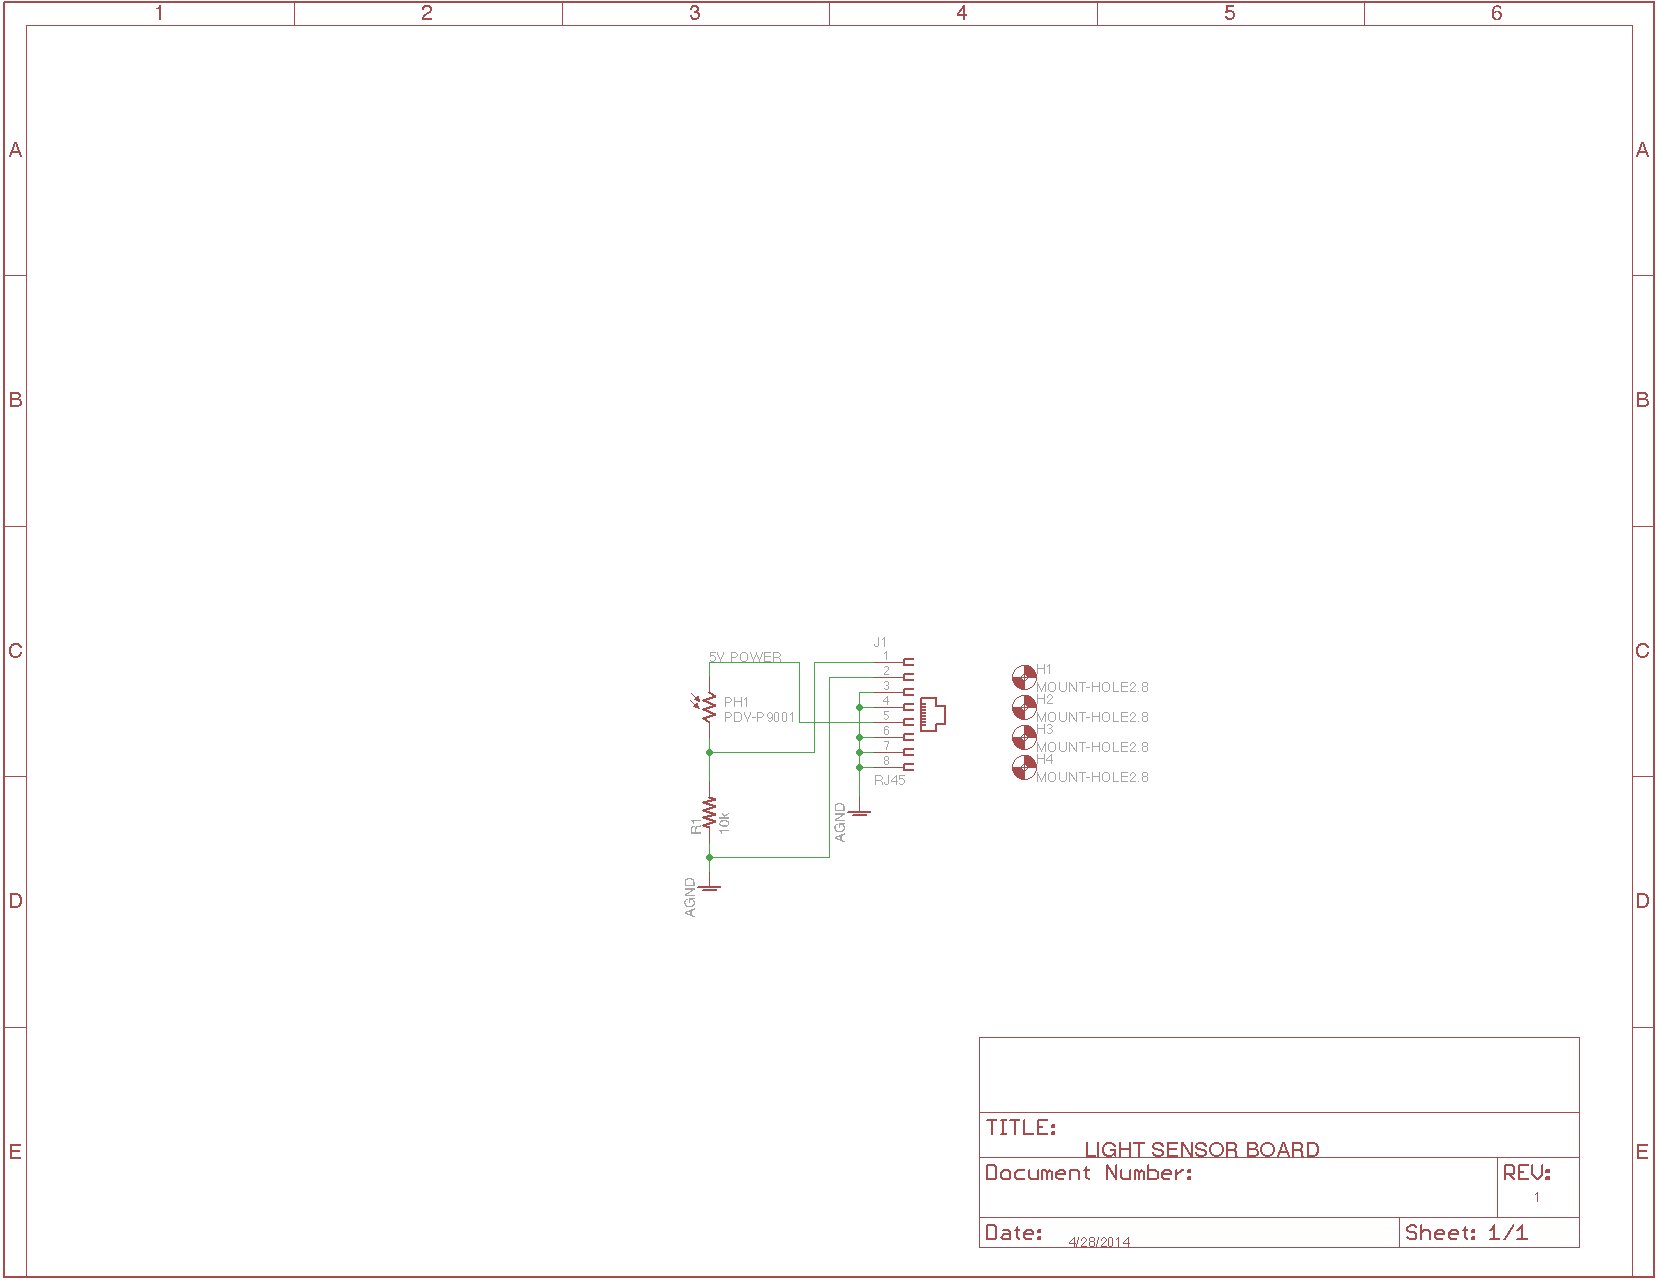 1 2 3 4 5 6
A A
B B
C C
D D
E E
5V POWER
PH1
PDV-P9001
R1
10k
AGND
J1
1
2
3
4
5
6
7
8
RJ45
AGND
H1
MOUNT-HOLE2.8
H2
MOUNT-HOLE2.8
H3
MOUNT-HOLE2.8
H4
MOUNT-HOLE2.8
TITLE:
LIGHT SENSOR BOARD
Document Number:
REV:
1
Date: 4/28/2014
Sheet: 1/1